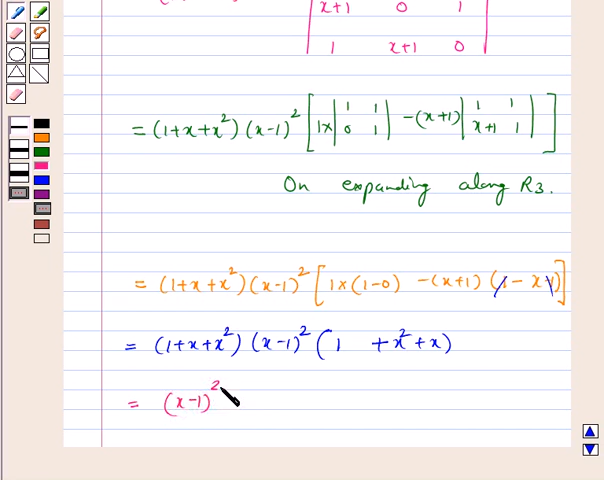 x+1 0 1
1 x+1 0
= (1+x+x²) (x-1)² [ 1x | 1 1 | -(x+1) | 1 1 | ]
0 1 x+1 1
On expanding along R3.
= (1+x+x²) (x-1)² [ 1x (1-0) -(x+1) (1-x-1) ]
= (1+x+x²) (x-1)² (1 +x²+x)
= (x-1)²